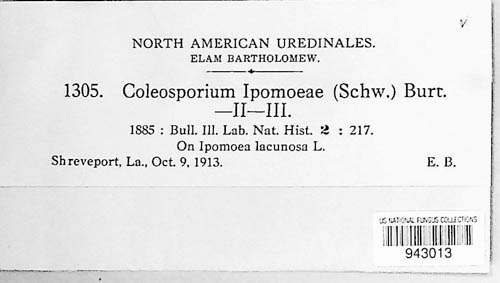 NORTH AMERICAN UREDINALES.
ELAM BARTHOLOMEW.
1305. Coleosporium Ipomoeae (Schw.) Burr.
—II—III.
1885 : Bull. Ill. Lab. Nat. Hist. 2 : 217.
On Ipomoea lacunosa L.
Shreveport, La., Oct. 9, 1913. E. B.
US NATIONAL FUNGUS COLLECTIONS
943013